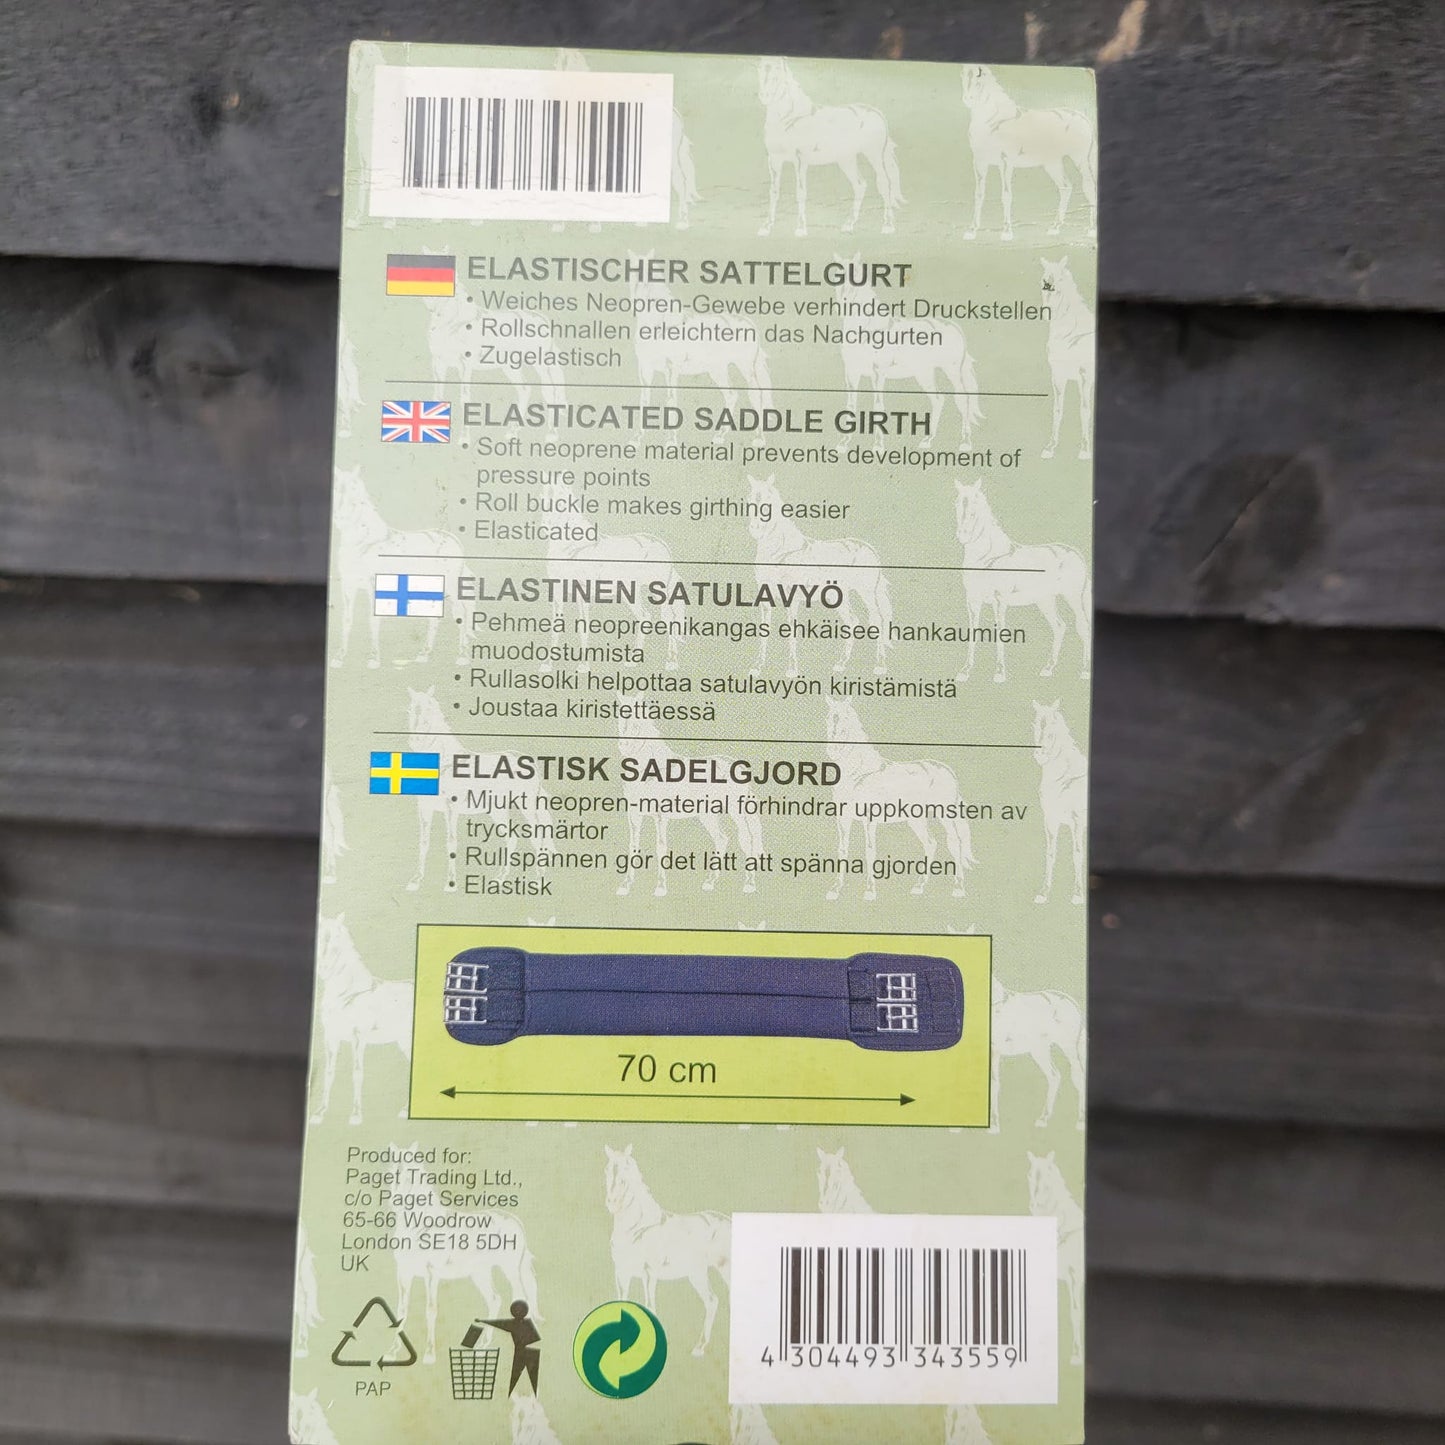 ELASTISCHER SATTELGURT
• Weiches Neopren-Gewebe verhindert Druckstellen
• Rollschnallen erleichtern das Nachgurten
• Zugelastisch
ELASTICATED SADDLE GIRTH
• Soft neoprene material prevents development of
pressure points
• Roll buckle makes girthing easier
• Elasticated
ELASTINEN SATULAVYÖ
• Pehmeä neopreenikangas ehkäisee hankaumien
muodostumista
• Rullasolki helpottaa satulavyön kiristämistä
• Joustaa kiristettäessä
ELASTISK SADELGJORD
• Mjukt neopren-material förhindrar uppkomsten av
trycksmärtor
• Rullspännen gör det lätt att spänna gjorden
• Elastisk
70 cm
Produced for:
Paget Trading Ltd.,
c/o Paget Services
65-66 Woodrow
London SE18 5DH
UK
PAP
4 304493 343559